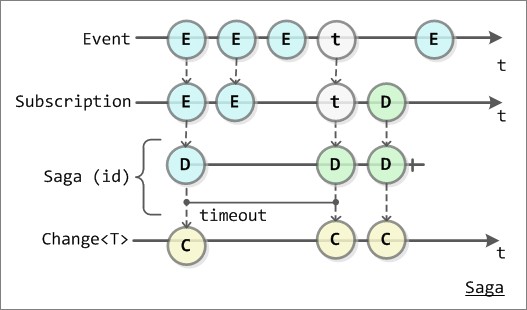 Event E E E t E
t
Subscription E E t D
t
Saga (id) D D D
timeout
Change<T> C C C
t
Saga